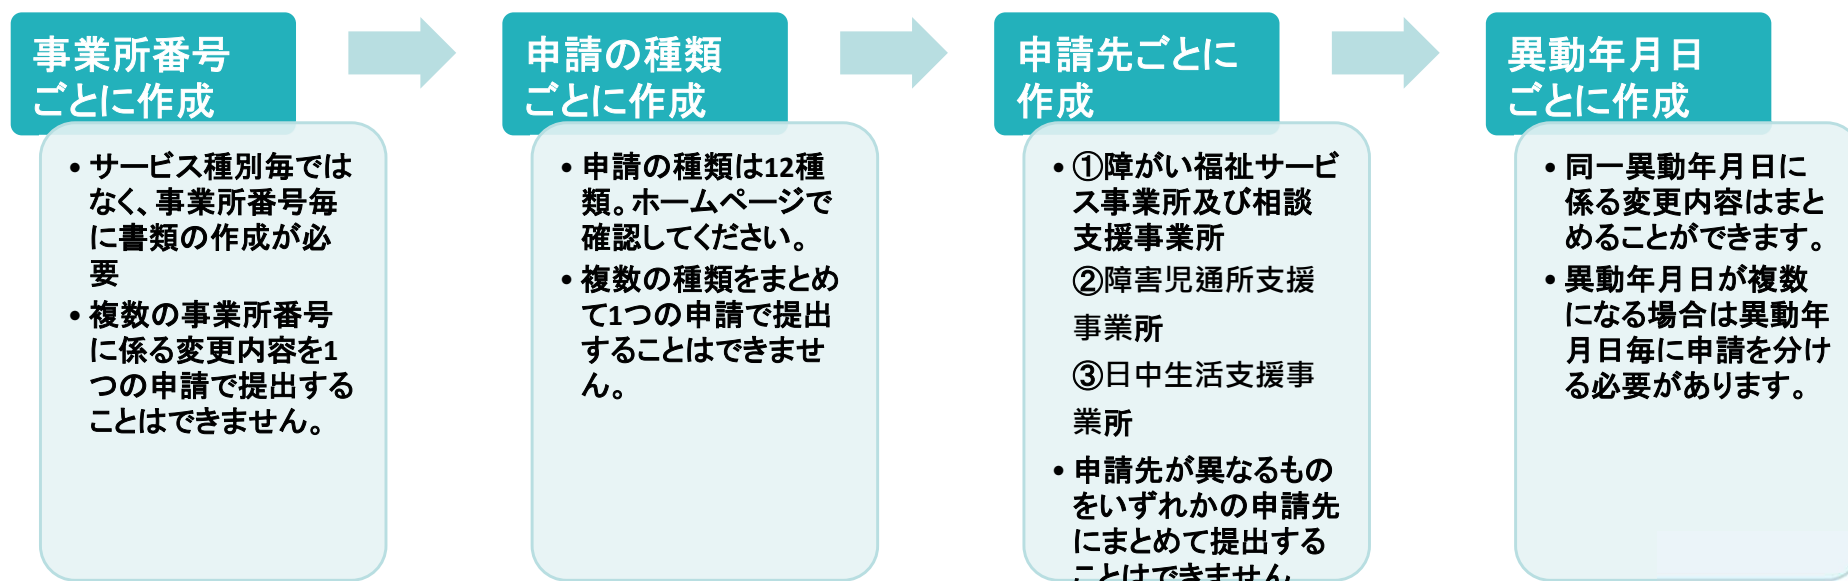 事業所番号
ごとに作成
• サービス種別毎では
なく、事業所番号毎
に書類の作成が必
要
• 複数の事業所番号
に係る変更内容を1
つの申請で提出する
ことはできません。
申請の種類
ごとに作成
• 申請の種類は12種
類。ホームページで
確認してください。
• 複数の種類をまとめ
て1つの申請で提出
することはできませ
ん。
申請先ごとに
作成
• ①障がい福祉サービ
ス事業所及び相談
支援事業所
②障害児通所支援
事業所
③日中生活支援事
業所
• 申請先が異なるもの
をいずれかの申請先
にまとめて提出する
ことはできません
異動年月日
ごとに作成
• 同一異動年月日に
係る変更内容はまと
めることができます。
• 異動年月日が複数
になる場合は異動年
月日毎に申請を分け
る必要があります。